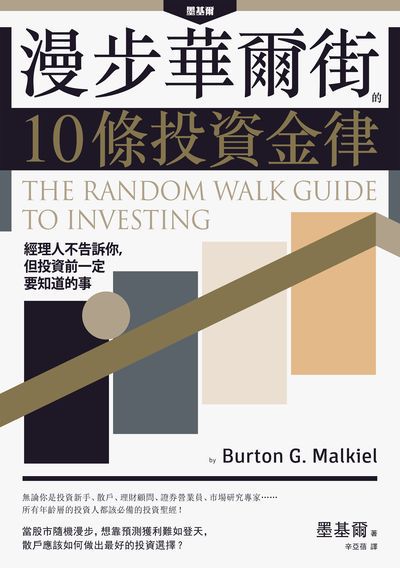 墨基爾
漫步華爾街的
10條投資金律
THE RANDOM WALK GUIDE
TO INVESTING
經理人不告訴你,
但投資前一定
要知道的事
by Burton G. Malkiel
無論你是投資新手、散戶、理財顧問、證券營業員、市場研究專家⋯⋯
所有年齡層的投資人都該必備的投資聖經！
當股市隨機漫步，想靠預測獲利難如登天，
散戶應該如何做出最好的投資選擇？
墨基爾 著
辛亞蓓 譯